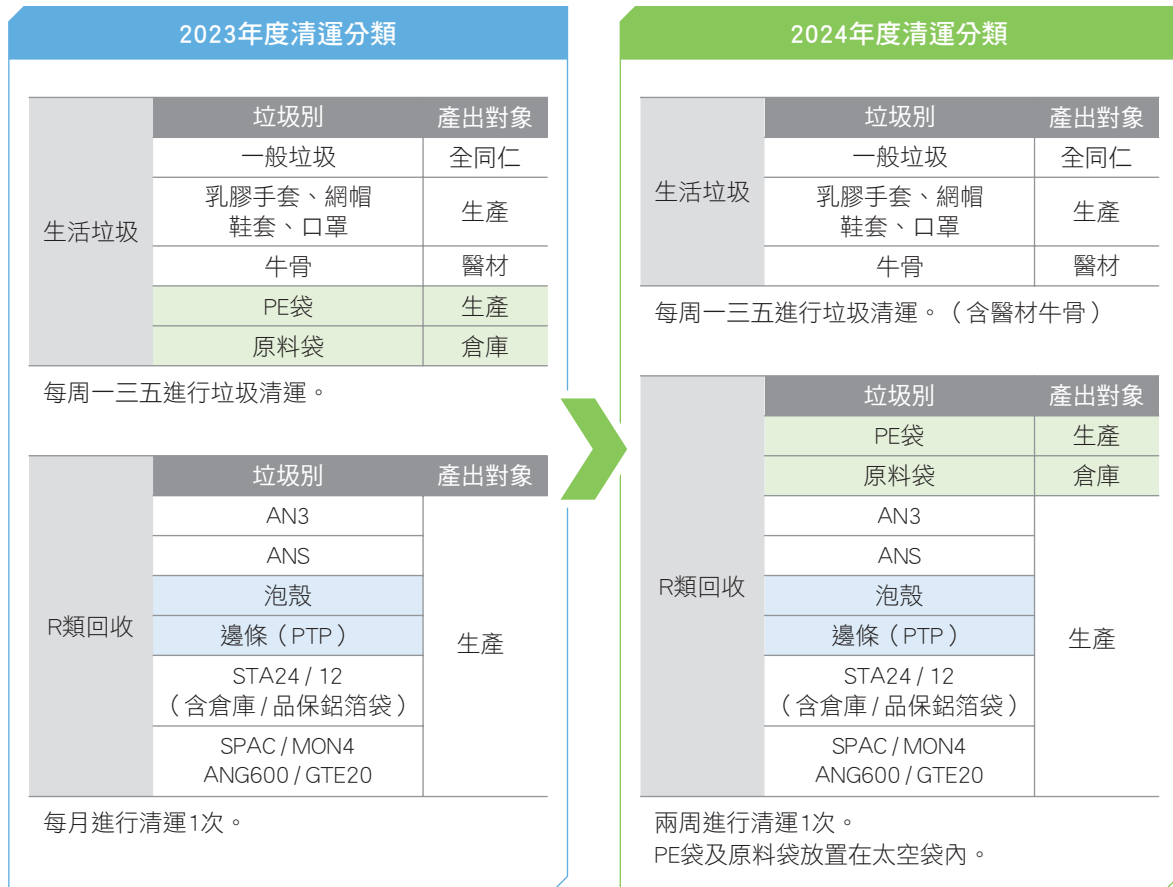 2023年度清運分類
生活垃圾
垃圾別 產出對象
一般垃圾 全同仁
乳膠手套、網帽
鞋套、口罩
生產
牛骨 醫材
PE袋 生產
原料袋 倉庫
每周一三五進行垃圾清運。
R類回收
垃圾別 產出對象
AN3
ANS
泡殼
邊條（PTP）
STA24 / 12
（含倉庫 / 品保鋁箔袋）
SPAC / MON4
ANG600 / GTE20
生產
每月進行清運1次。
2024年度清運分類
生活垃圾
垃圾別 產出對象
一般垃圾 全同仁
乳膠手套、網帽
鞋套、口罩
生產
牛骨 醫材
每周一三五進行垃圾清運。（含醫材牛骨）
R類回收
垃圾別 產出對象
PE袋 生產
原料袋 倉庫
AN3
ANS
泡殼
邊條（PTP）
STA24 / 12
（含倉庫 / 品保鋁箔袋）
SPAC / MON4
ANG600 / GTE20
生產
兩周進行清運1次。
PE袋及原料袋放置在太空袋內。